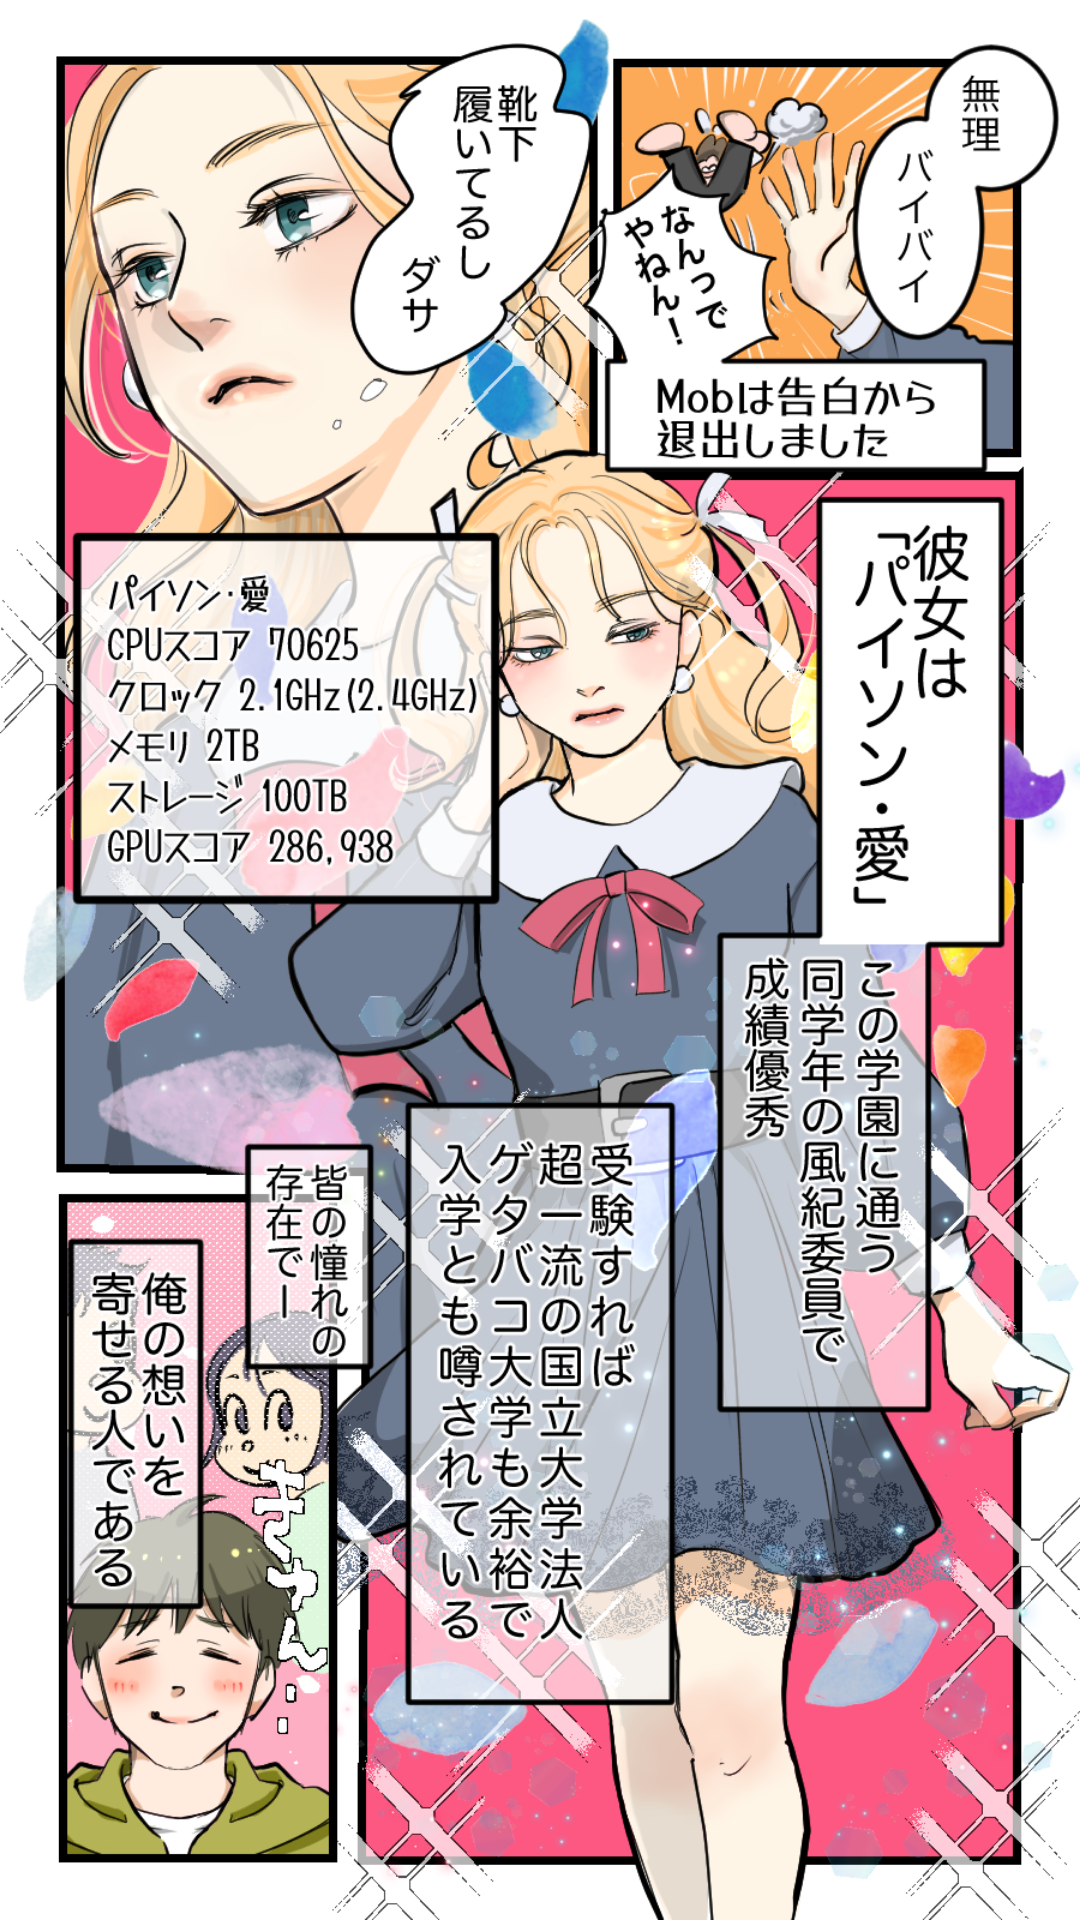 無理
バイバイ
なんっで
やねん！
Mobは告白から
退出しました
靴下
履いてるし
ダサ
彼女は
「パイソン・愛」
パイソン・愛
CPUスコア 70625
クロック 2.1GHz(2.4GHz)
メモリ 2TB
ストレージ 100TB
GPUスコア 286,938
この学園に通う
同学年の風紀委員で
成績優秀
受験すれば
超一流の国立大学法人
ゲタバコ大学も余裕で
入学とも噂されている
皆の憧れの
存在でー
きゅん…
俺の想いを
寄せる人である